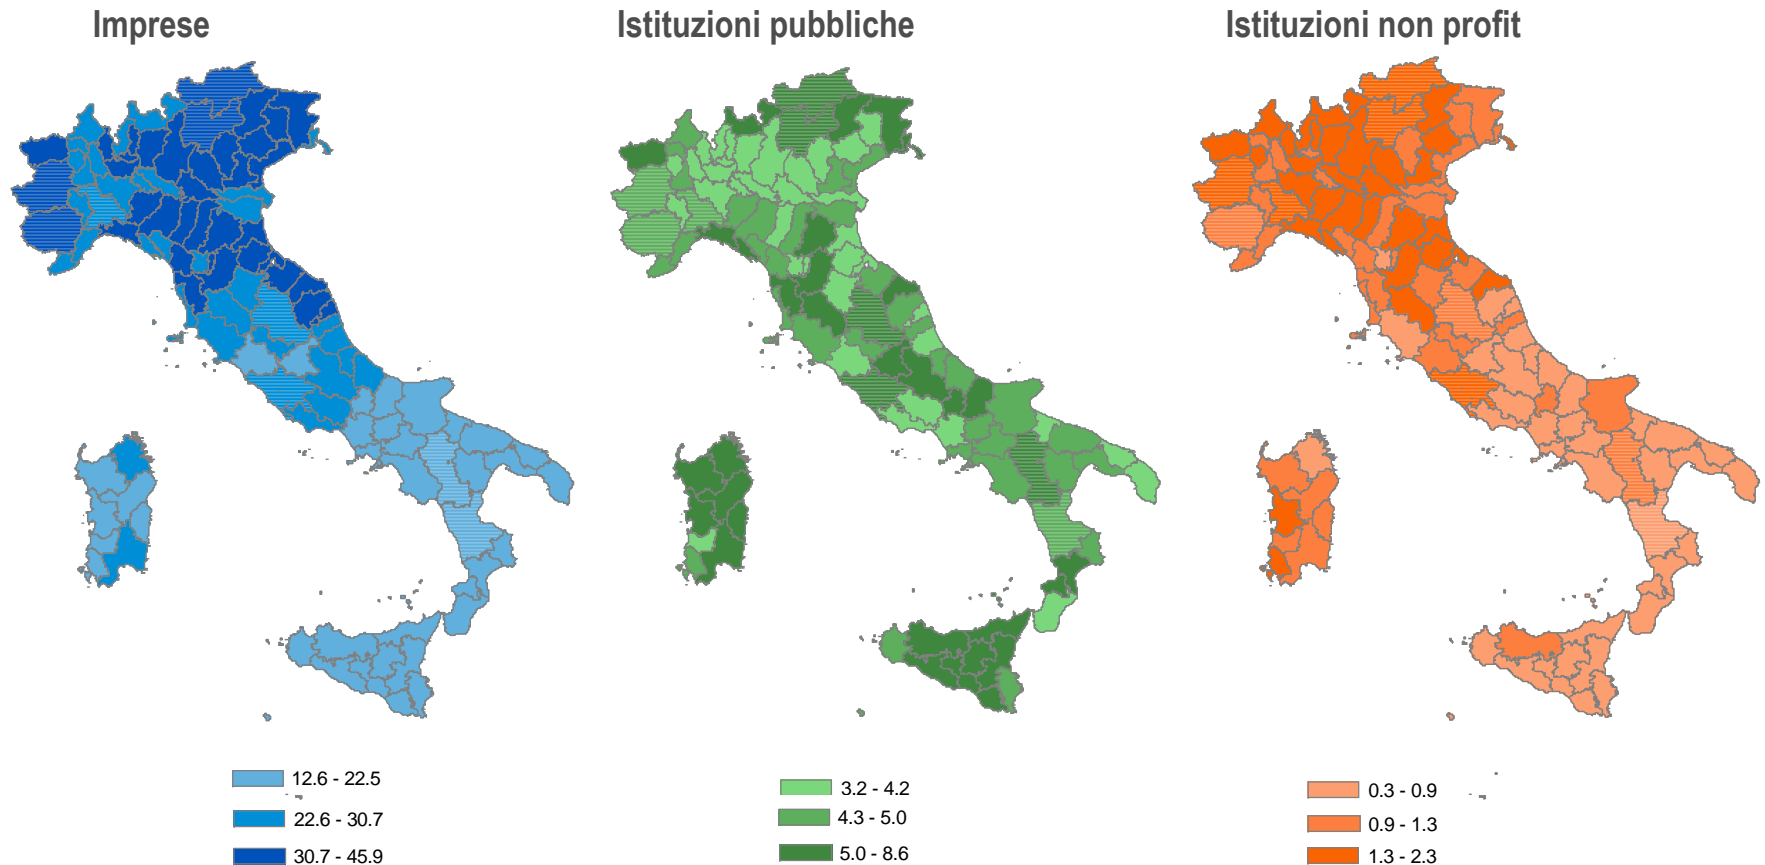 Imprese
Istituzioni pubbliche
Istituzioni non profit
12.6 - 22.5
22.6 - 30.7
30.7 - 45.9
3.2 - 4.2
4.3 - 5.0
5.0 - 8.6
0.3 - 0.9
0.9 - 1.3
1.3 - 2.3